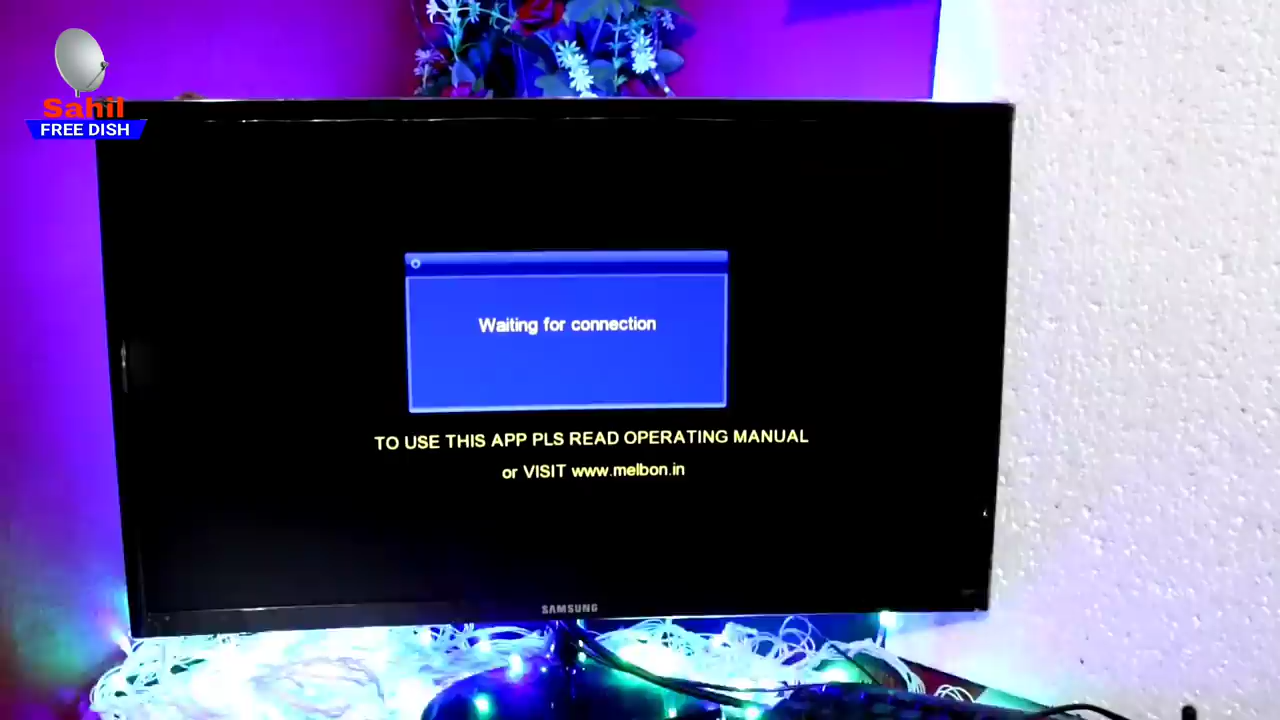 Sahil
FREE DISH
Waiting for connection
TO USE THIS APP PLS READ OPERATING MANUAL
or VISIT www.melbon.in
SAMSUNG